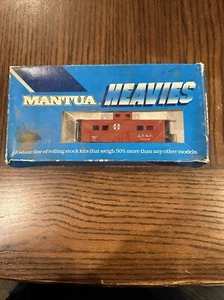 MANTUA HEAVIES
A whole line of rolling stock kits that weigh 50% more than any other models.